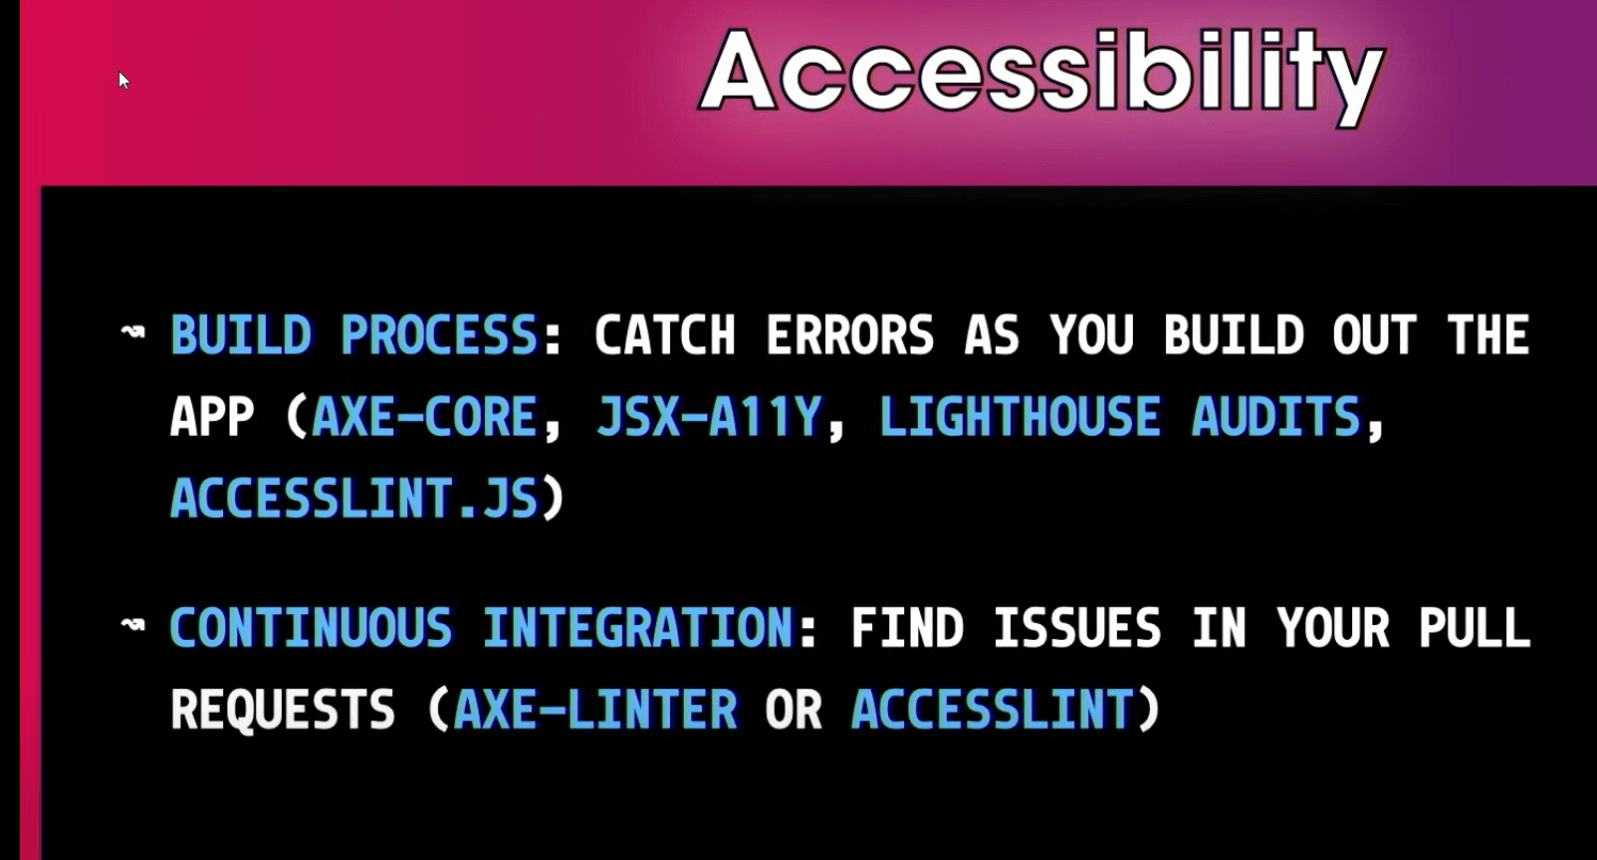 Accessibility
↝ BUILD PROCESS: CATCH ERRORS AS YOU BUILD OUT THE
APP (AXE-CORE, JSX-A11Y, LIGHTHOUSE AUDITS,
ACCESSLINT.JS)
↝ CONTINUOUS INTEGRATION: FIND ISSUES IN YOUR PULL
REQUESTS (AXE-LINTER OR ACCESSLINT)